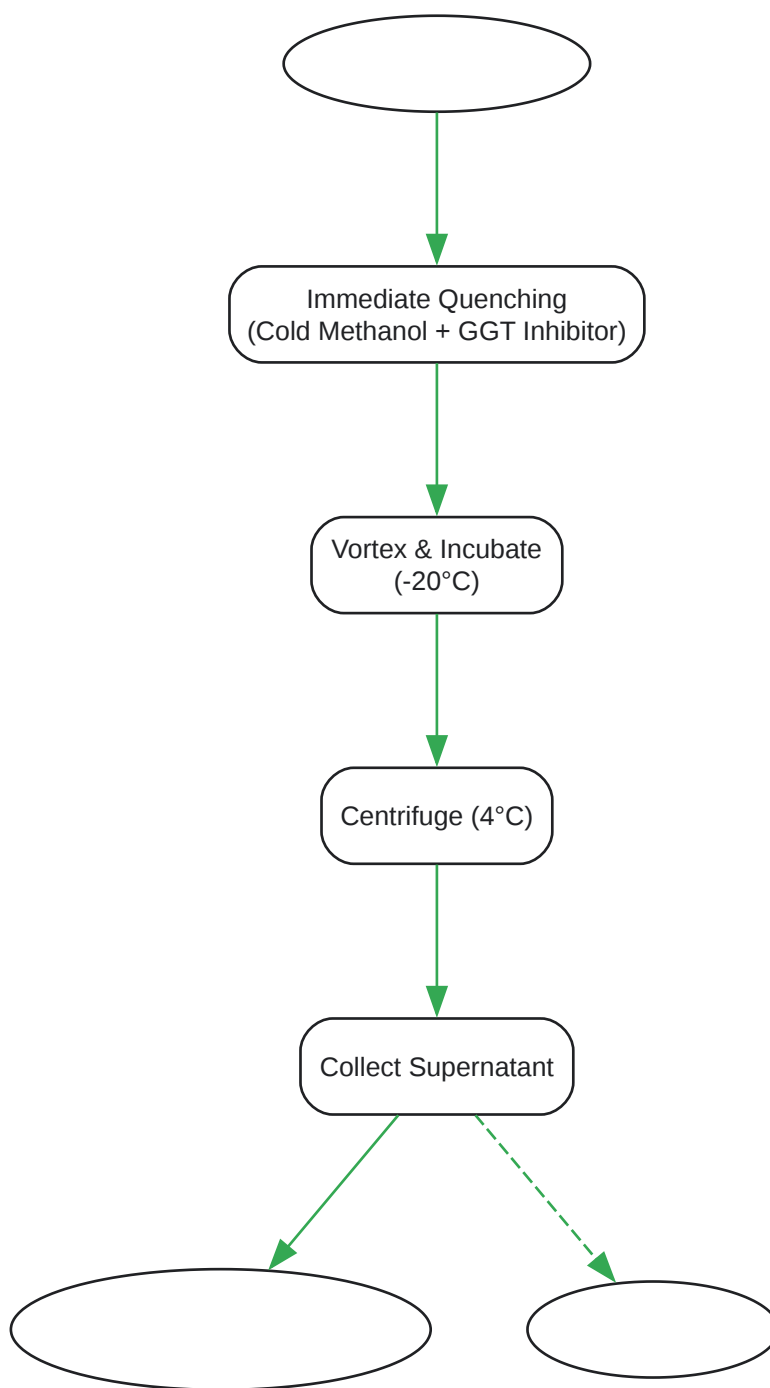 Immediate Quenching
(Cold Methanol + GGT Inhibitor)
Vortex & Incubate
(-20°C)
Centrifuge (4°C)
Collect Supernatant